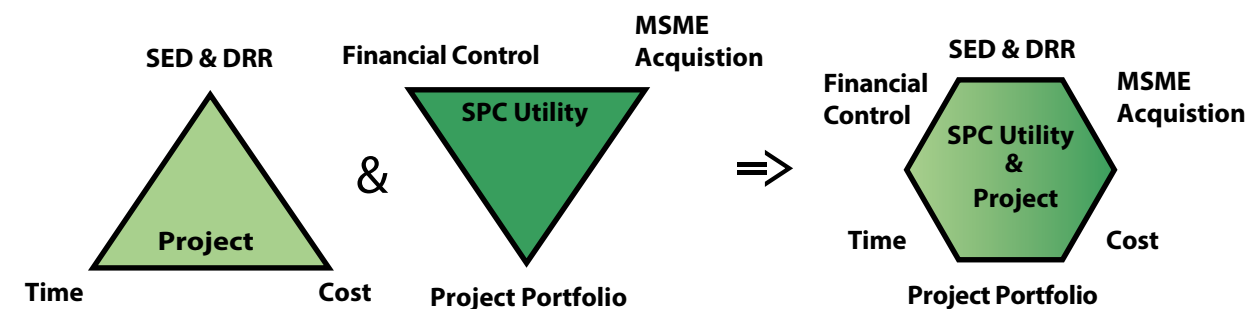 SED & DRR
Project
Time
Cost
&
Financial Control
MSME
Acquistion
SPC Utility
Project Portfolio
=>
SED & DRR
Financial
Control
MSME
Acquistion
SPC Utility
&
Project
Time
Cost
Project Portfolio